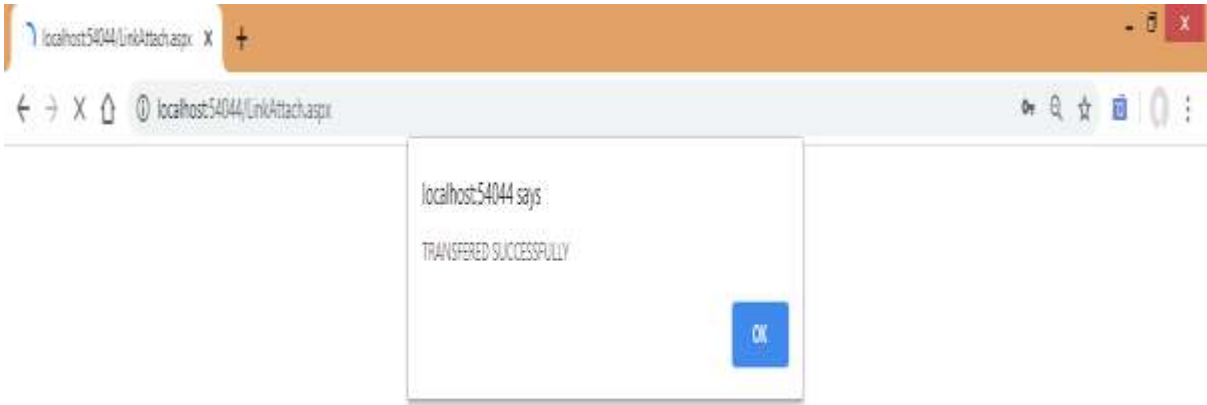 localhost:54044/LinkAttach.aspx
localhost:54044/LinkAttach.aspx
localhost:54044 says
TRANSFERED SUCCESSFULLY
OK